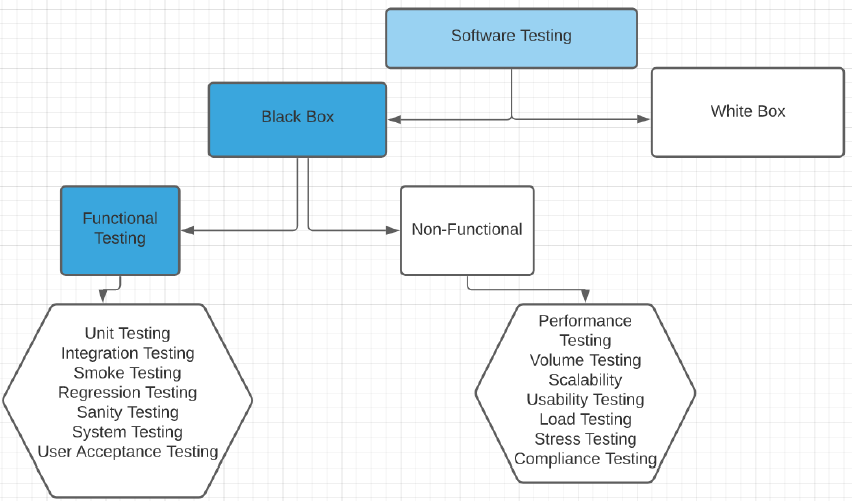 Software Testing
Black Box
White Box
Functional
Testing
Non-Functional
Unit Testing
Integration Testing
Smoke Testing
Regression Testing
Sanity Testing
System Testing
User Acceptance Testing
Performance
Testing
Volume Testing
Scalability
Usability Testing
Load Testing
Stress Testing
Compliance Testing